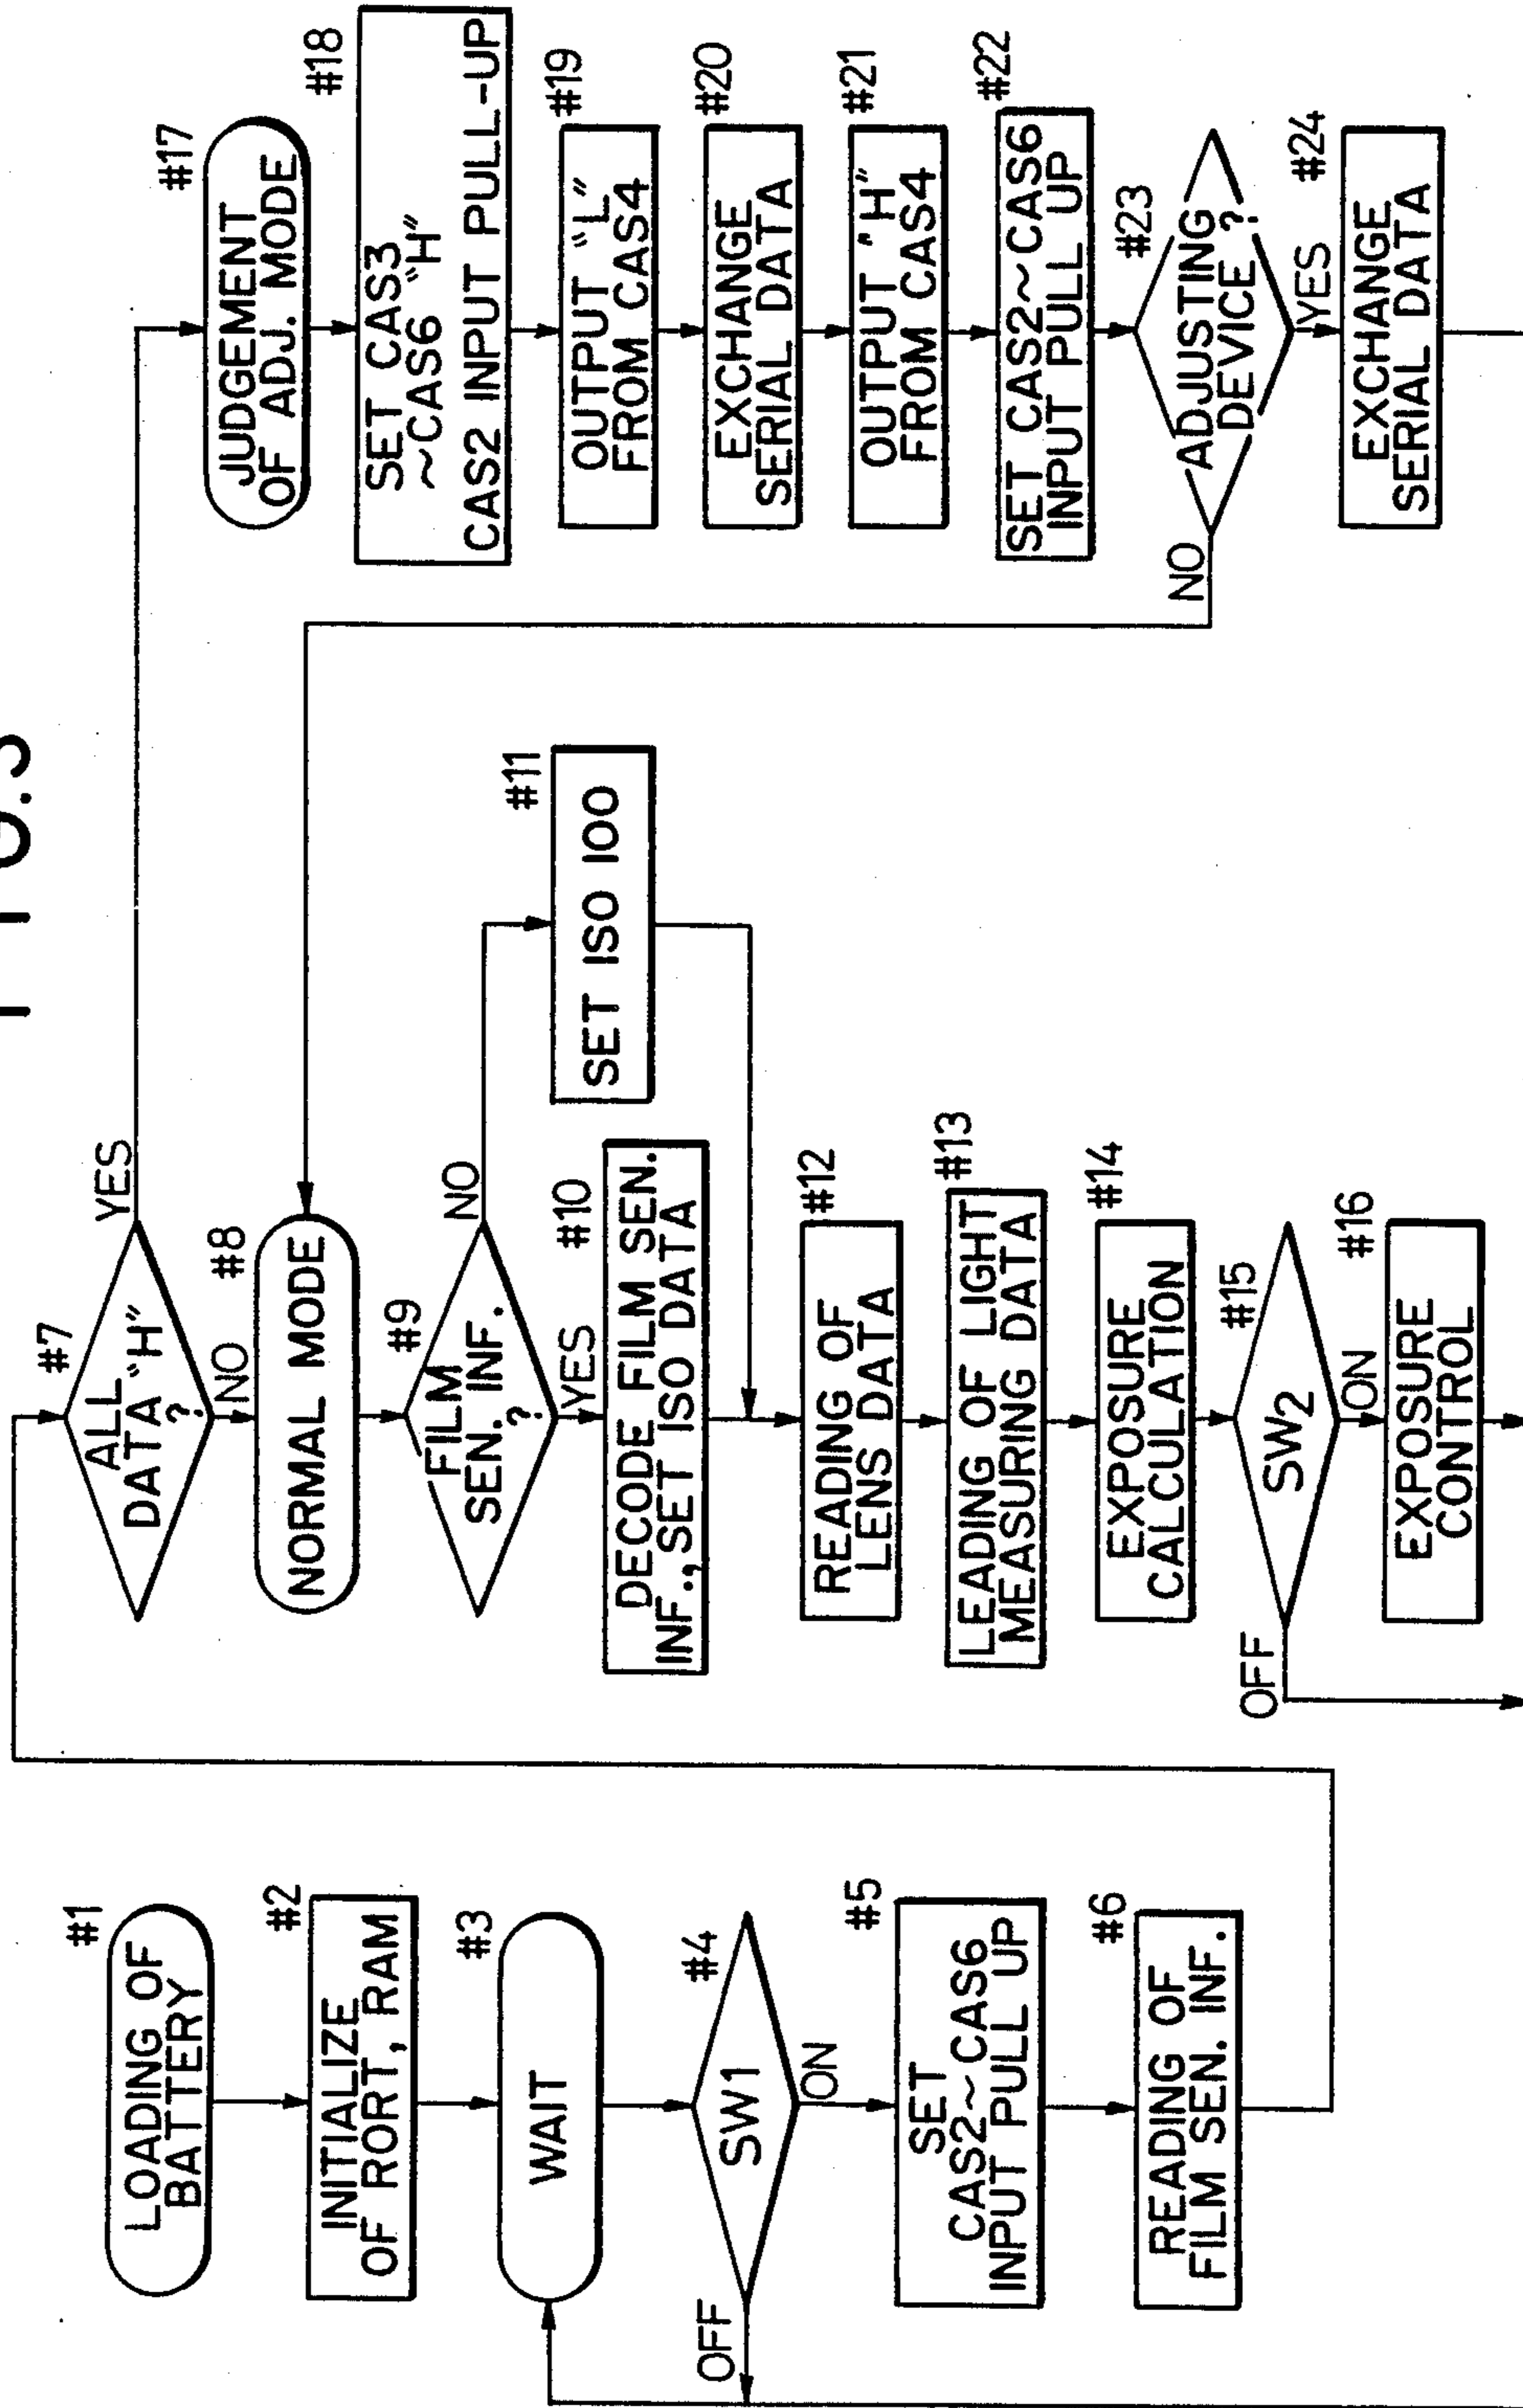 FIG.3
#1
LOADING OF
BATTERY
#2
INITIALIZE
OF RORT, RAM
#3
WAIT
#4
SW1
OFF
ON
#5
SET
CAS2~CAS6
INPUT PULL UP
#6
READING OF
FILM SEN. INF.
#7
ALL
DATA "H"
?
YES
NO
#8
NORMAL MODE
#9
FILM
SEN. INF.
?
NO
YES
#10
DECODE FILM SEN.
INF., SET ISO DATA
#11
SET ISO 100
#12
READING OF
LENS DATA
#13
LEADING OF LIGHT
MEASURING DATA
#14
EXPOSURE
CALCULATION
#15
SW2
OFF
ON
#16
EXPOSURE
CONTROL
#17
JUDGEMENT
OF ADJ. MODE
#18
SET CAS3
~CAS6 "H"
CAS2 INPUT PULL-UP
#19
OUTPUT "L"
FROM CAS4
#20
EXCHANGE
SERIAL DATA
#21
OUTPUT "H"
FROM CAS4
#22
SET CAS2~CAS6
INPUT PULL UP
#23
ADJUSTING
DEVICE ?
NO
YES
#24
EXCHANGE
SERIAL DATA